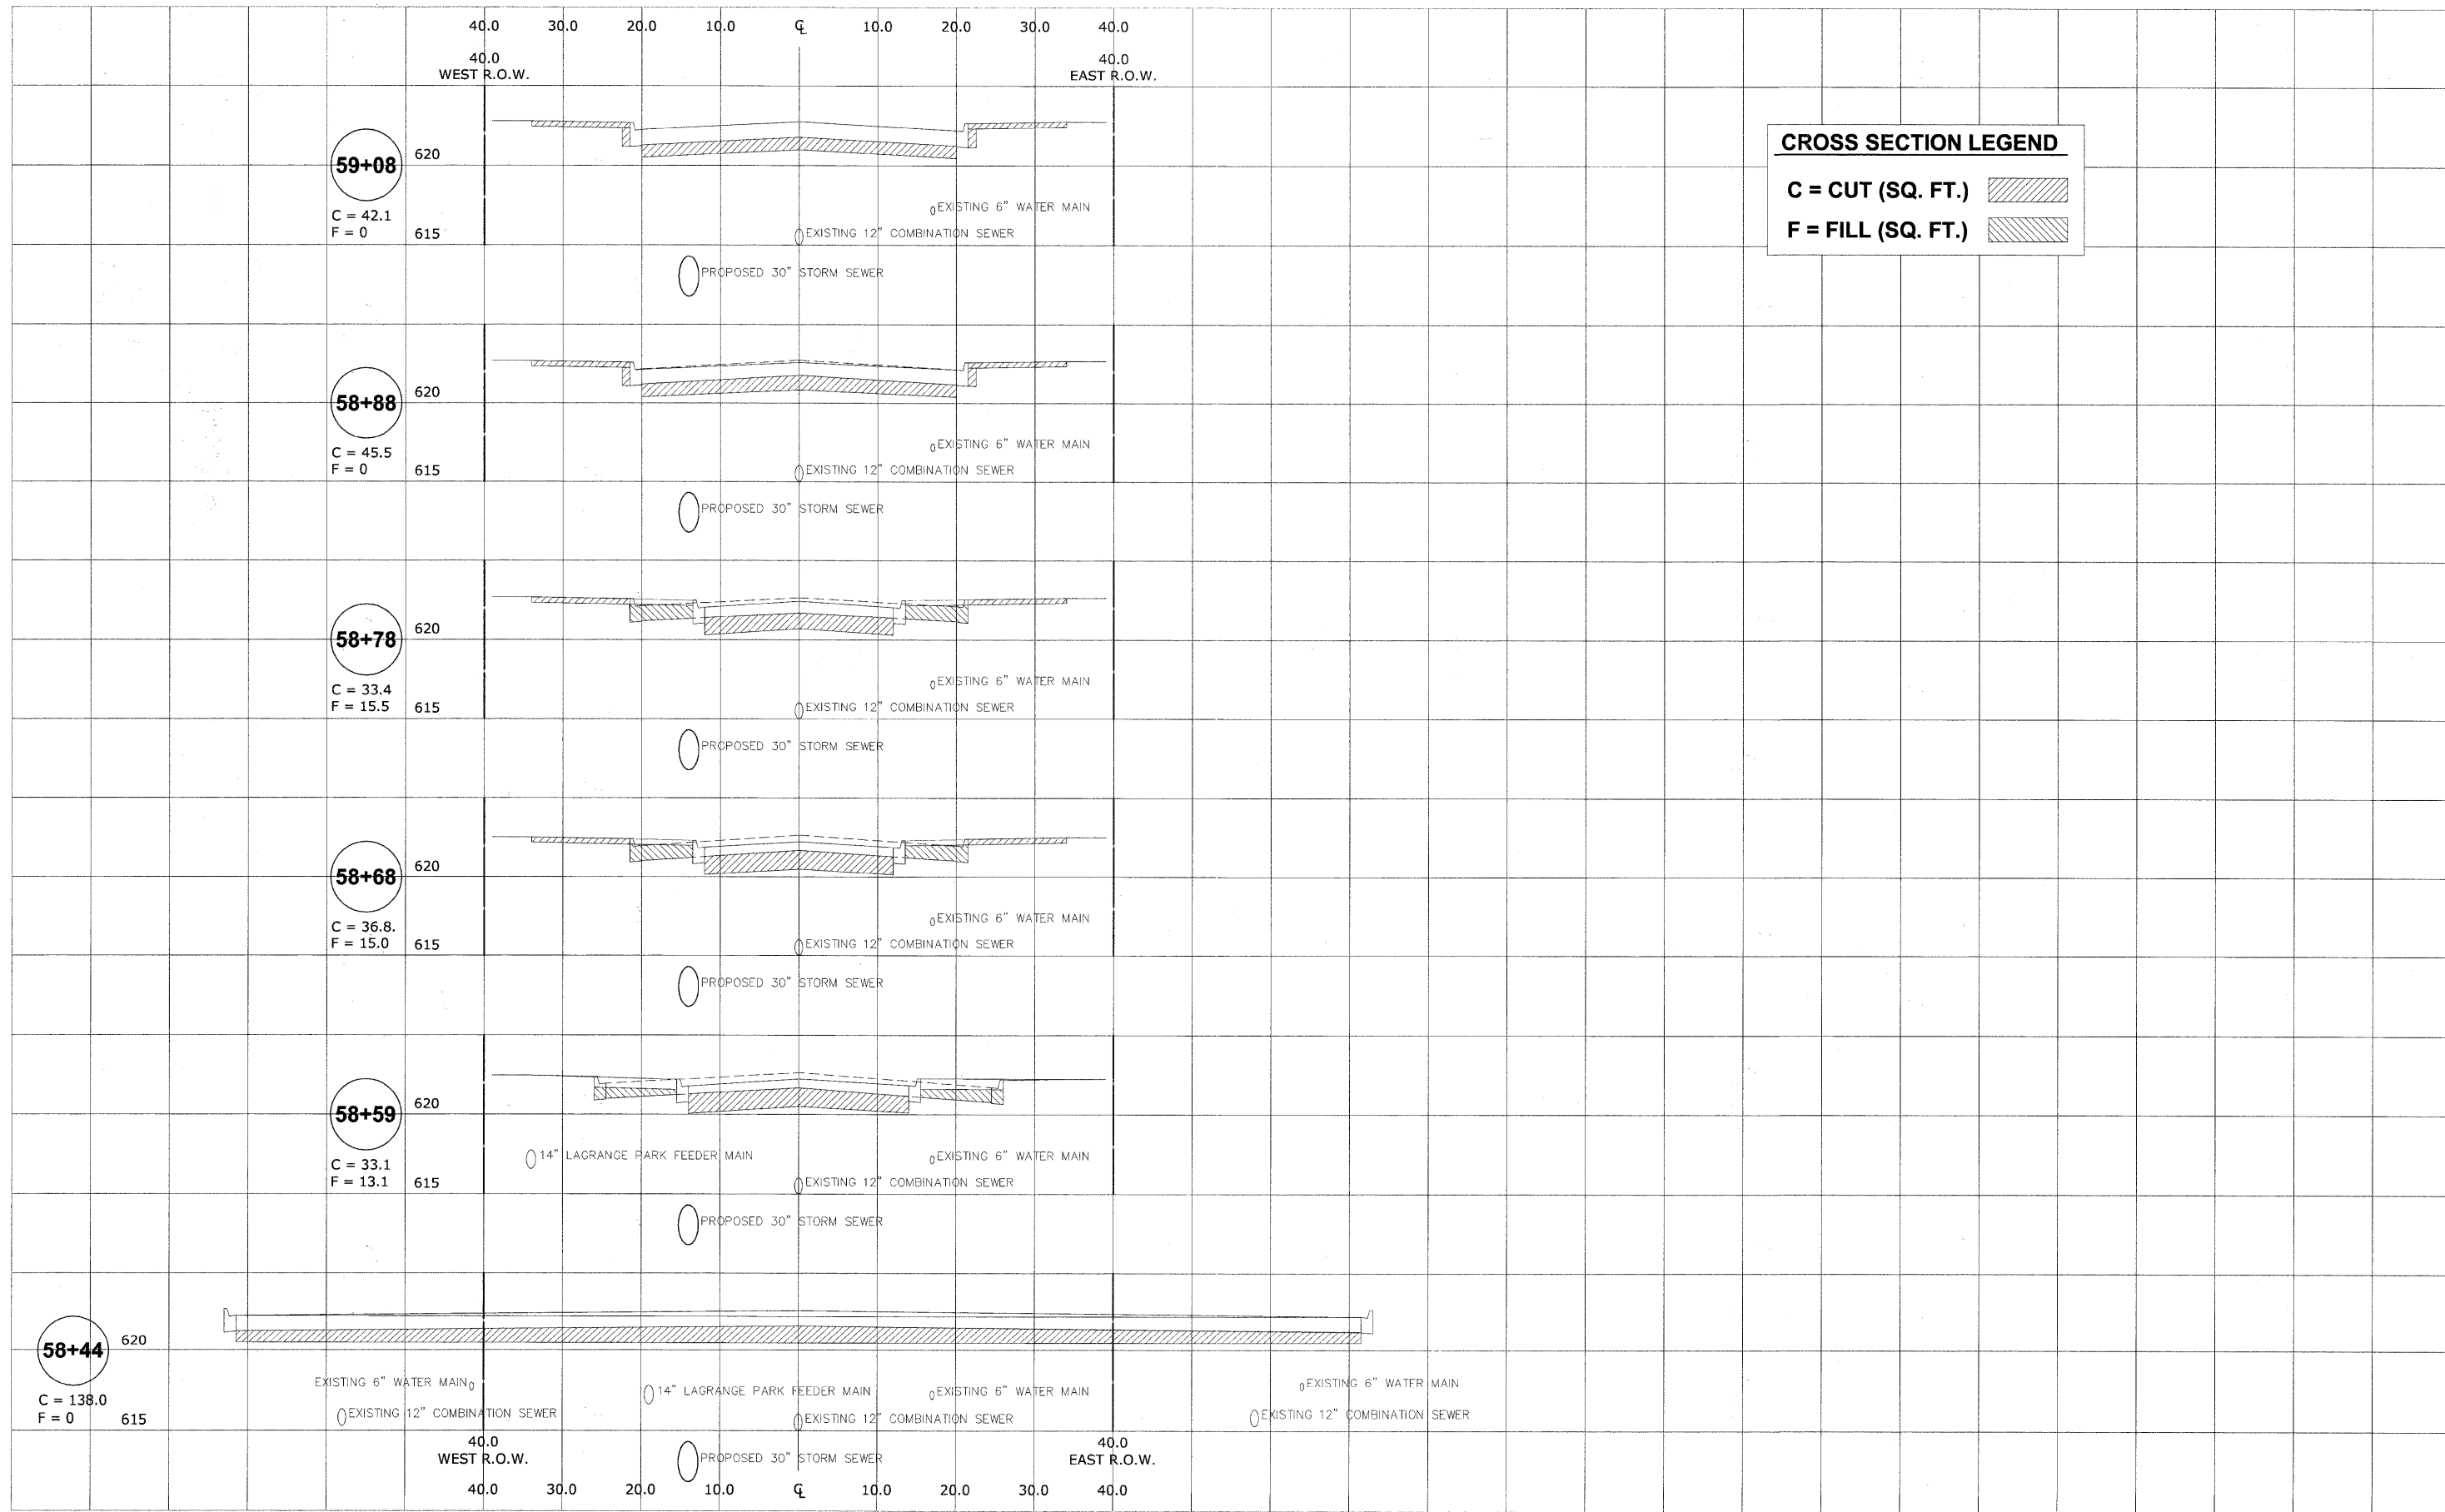 40.0 30.0 20.0 10.0 ℄ 10.0 20.0 30.0 40.0
40.0 40.0
WEST R.O.W. EAST R.O.W.
CROSS SECTION LEGEND
C = CUT (SQ. FT.)
F = FILL (SQ. FT.)
59+08 620
C = 42.1
F = 0 615
EXISTING 6" WATER MAIN
EXISTING 12" COMBINATION SEWER
PROPOSED 30" STORM SEWER
58+88 620
C = 45.5
F = 0 615
EXISTING 6" WATER MAIN
EXISTING 12" COMBINATION SEWER
PROPOSED 30" STORM SEWER
58+78 620
C = 33.4
F = 15.5 615
EXISTING 6" WATER MAIN
EXISTING 12" COMBINATION SEWER
PROPOSED 30" STORM SEWER
58+68 620
C = 36.8.
F = 15.0 615
EXISTING 6" WATER MAIN
EXISTING 12" COMBINATION SEWER
PROPOSED 30" STORM SEWER
58+59 620
C = 33.1
F = 13.1 615
14" LAGRANGE PARK FEEDER MAIN EXISTING 6" WATER MAIN
EXISTING 12" COMBINATION SEWER
PROPOSED 30" STORM SEWER
58+44 620
C = 138.0
F = 0 615
EXISTING 6" WATER MAIN 14" LAGRANGE PARK FEEDER MAIN EXISTING 6" WATER MAIN EXISTING 6" WATER MAIN
EXISTING 12" COMBINATION SEWER EXISTING 12" COMBINATION SEWER EXISTING 12" COMBINATION SEWER
40.0 40.0
WEST R.O.W. PROPOSED 30" STORM SEWER EAST R.O.W.
40.0 30.0 20.0 10.0 ℄ 10.0 20.0 30.0 40.0